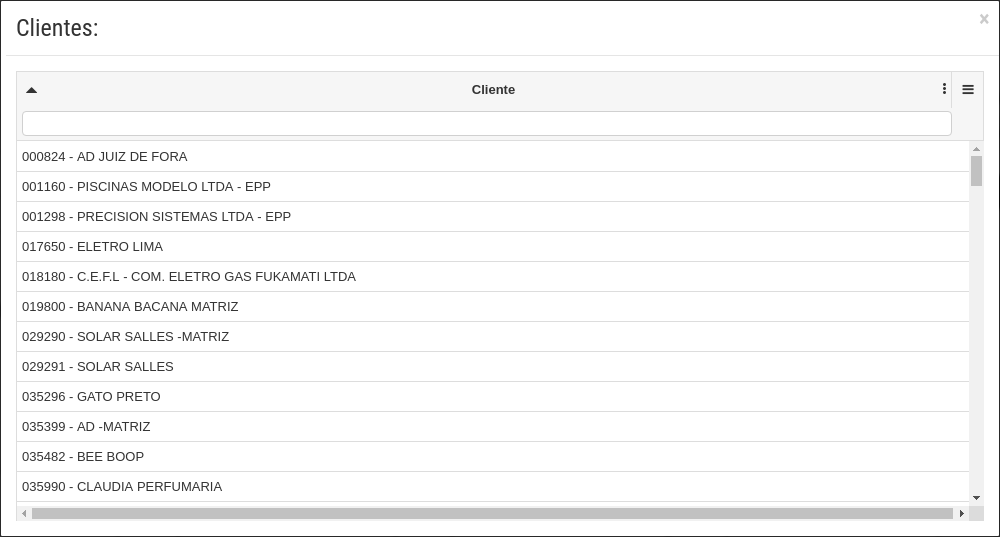 Clientes:
×
Cliente
000824 - AD JUIZ DE FORA
001160 - PISCINAS MODELO LTDA - EPP
001298 - PRECISION SISTEMAS LTDA - EPP
017650 - ELETRO LIMA
018180 - C.E.F.L - COM. ELETRO GAS FUKAMATI LTDA
019800 - BANANA BACANA MATRIZ
029290 - SOLAR SALLES -MATRIZ
029291 - SOLAR SALLES
035296 - GATO PRETO
035399 - AD -MATRIZ
035482 - BEE BOOP
035990 - CLAUDIA PERFUMARIA